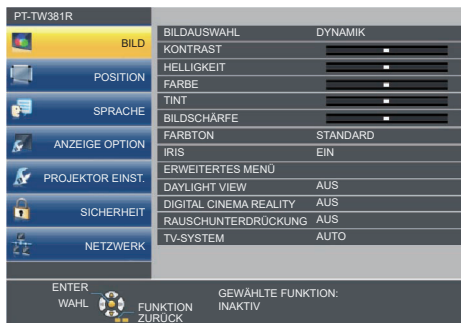 PT-TW381R
BILD
POSITION
SPRACHE
ANZEIGE OPTION
PROJEKTOR EINST.
SICHERHEIT
NETZWERK
BILDAUSWAHL DYNAMIK
KONTRAST
HELLIGKEIT
FARBE
TINT
BILDSCHÄRFE
FARBTON STANDARD
IRIS EIN
ERWEITERTES MENÜ
DAYLIGHT VIEW AUS
DIGITAL CINEMA REALITY AUS
RAUSCHUNTERDRÜCKUNG AUS
TV-SYSTEM AUTO
ENTER
WAHL
FUNKTION
ZURÜCK
GEWÄHLTE FUNKTION:
INAKTIV